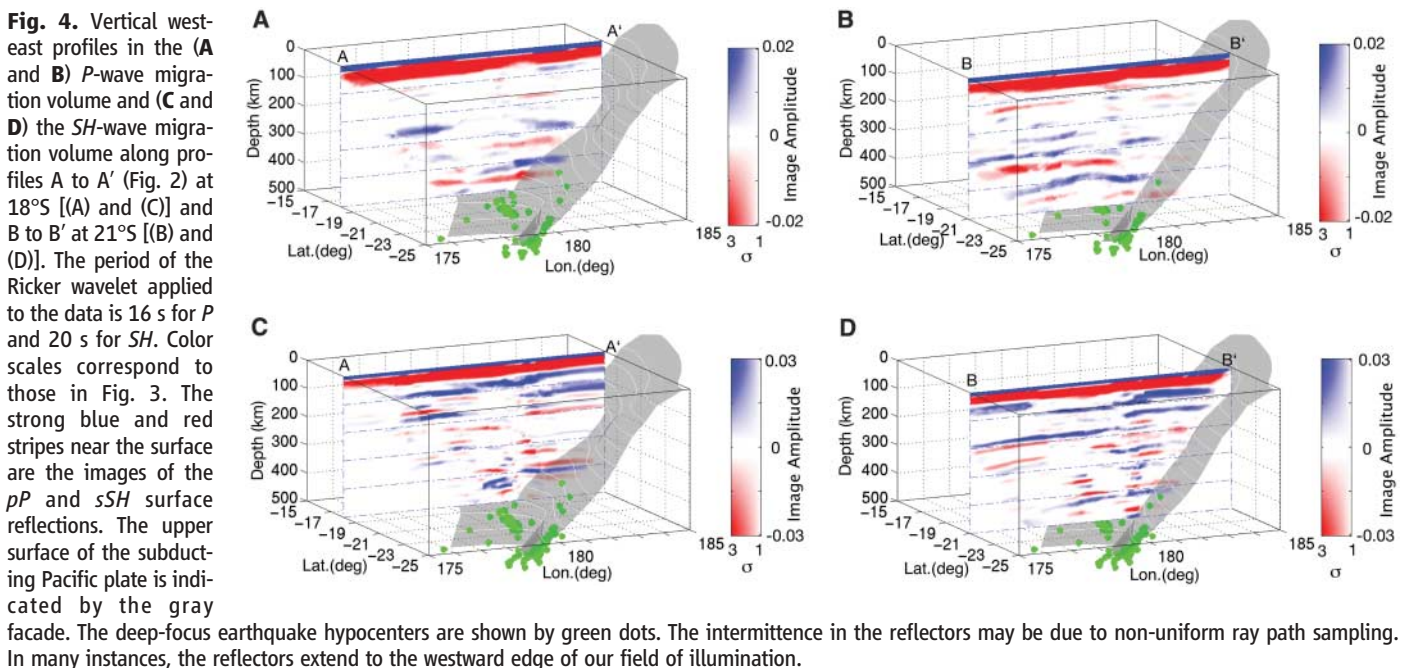 Fig. 4. Vertical west-
east profiles in the (A
and B) P-wave migra-
tion volume and (C and
D) the SH-wave migra-
tion volume along pro-
files A to A′ (Fig. 2) at
18°S [(A) and (C)] and
B to B′ at 21°S [(B) and
(D)]. The period of the
Ricker wavelet applied
to the data is 16 s for P
and 20 s for SH. Color
scales correspond to
those in Fig. 3. The
strong blue and red
stripes near the surface
are the images of the
pP and sSH surface
reflections. The upper
surface of the subduct-
ing Pacific plate is indi-
cated by the gray
facade. The deep-focus earthquake hypocenters are shown by green dots. The intermittence in the reflectors may be due to non-uniform ray path sampling.
In many instances, the reflectors extend to the westward edge of our field of illumination.
A
A
A'
0
100
200
300
400
500
Depth (km)
-15
-17
-19
-21
-23
-25
Lat.(deg)
175
180
185
Lon.(deg)
0.02
0
-0.02
Image Amplitude
3 1
σ
B
B
B'
0
100
200
300
400
500
Depth (km)
-15
-17
-19
-21
-23
-25
Lat.(deg)
175
180
185
Lon.(deg)
0.02
0
-0.02
Image Amplitude
3 1
σ
C
A
A'
0
100
200
300
400
500
Depth (km)
-15
-17
-19
-21
-23
-25
Lat.(deg)
175
180
185
Lon.(deg)
0.03
0
-0.03
Image Amplitude
3 1
σ
D
B
B'
0
100
200
300
400
500
Depth (km)
-15
-17
-19
-21
-23
-25
Lat.(deg)
175
180
185
Lon.(deg)
0.03
0
-0.03
Image Amplitude
3 1
σ